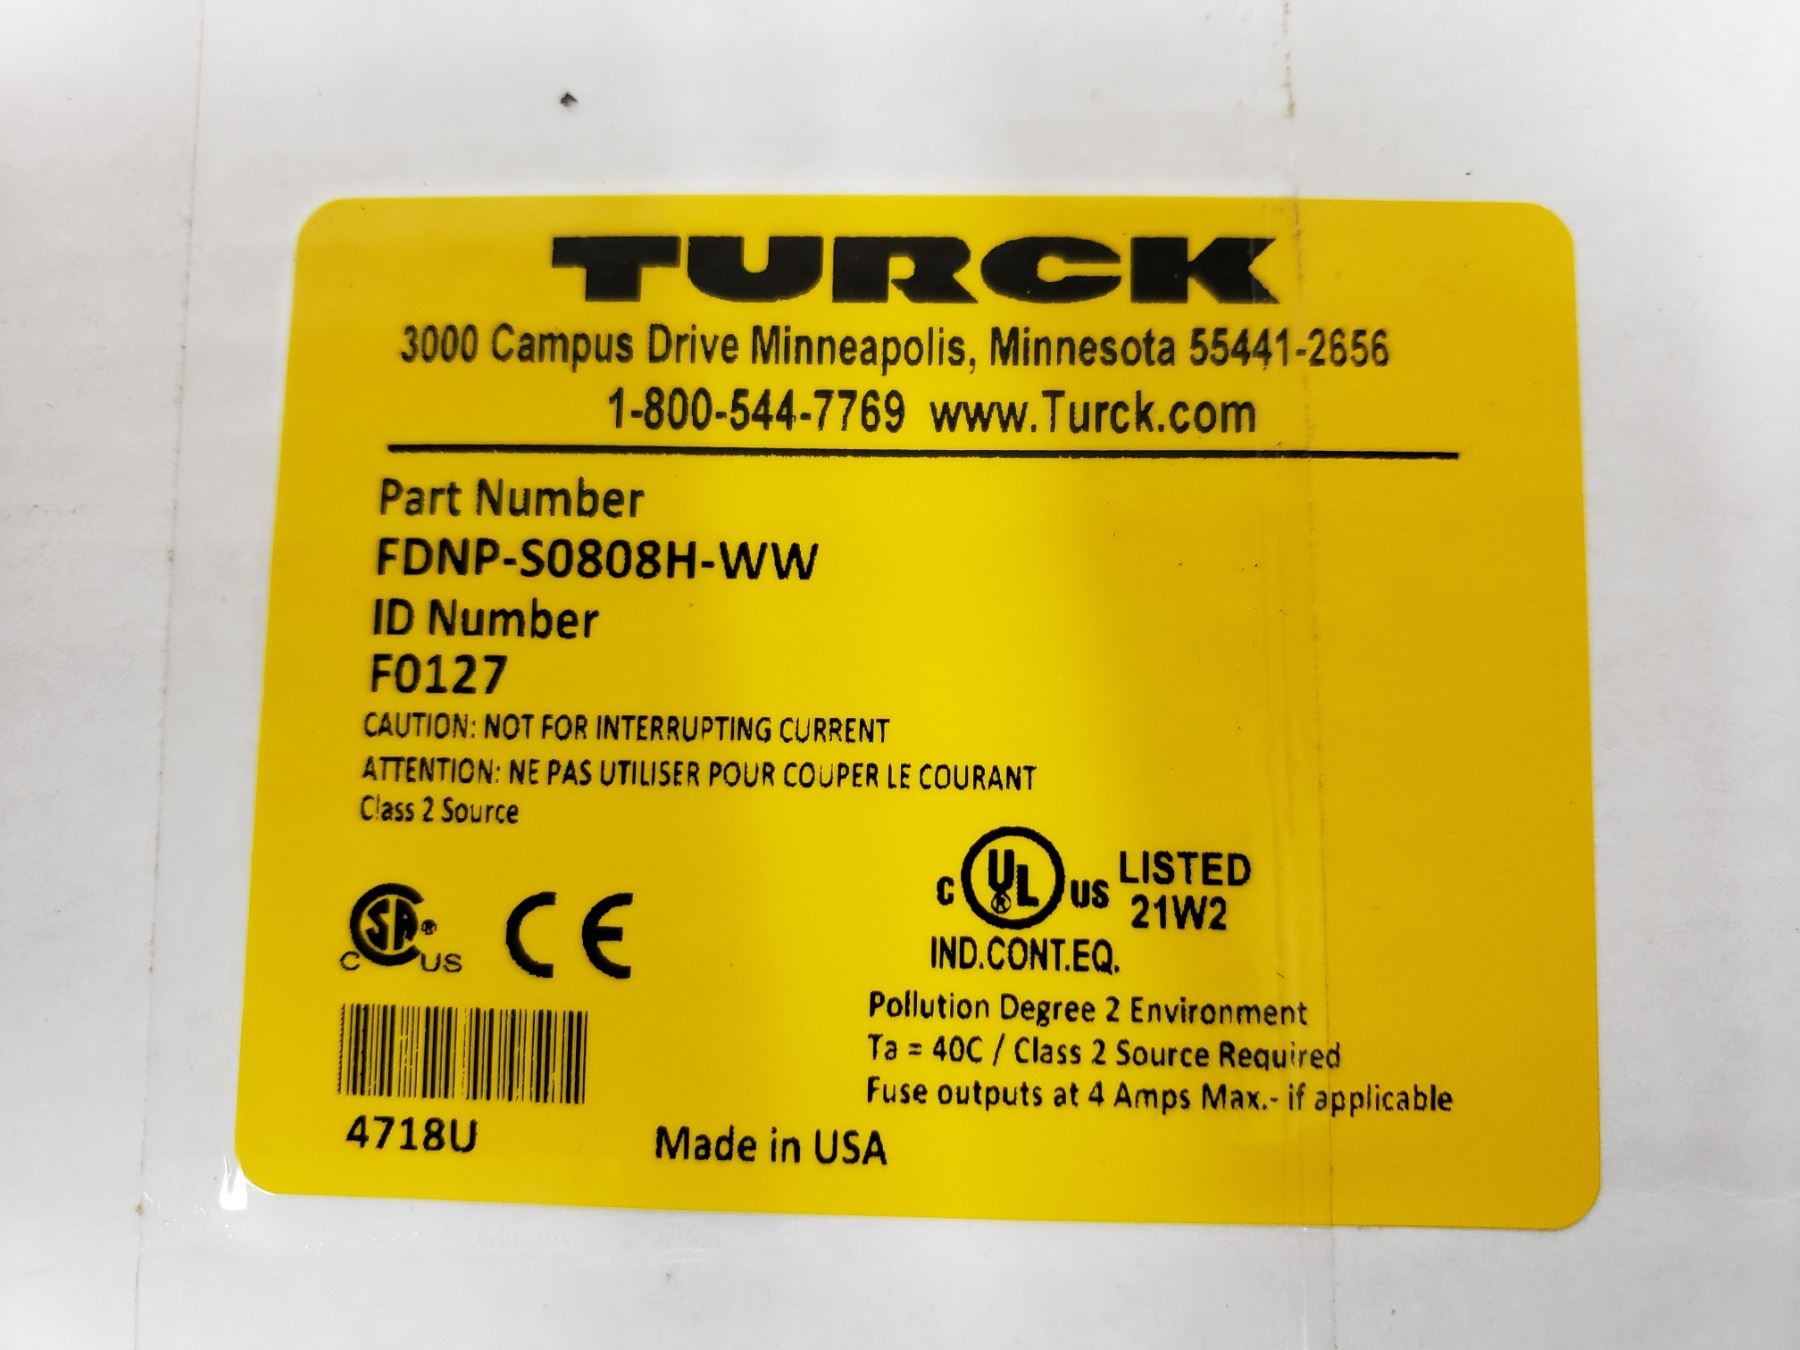 TURCK
3000 Campus Drive Minneapolis, Minnesota 55441-2656
1-800-544-7769 www.Turck.com
Part Number
FDNP-S0808H-WW
ID Number
F0127
CAUTION: NOT FOR INTERRUPTING CURRENT
ATTENTION: NE PAS UTILISER POUR COUPER LE COURANT
Class 2 Source
C SA ® US CE
C UL ® US LISTED
21W2
IND.CONT.EQ.
Pollution Degree 2 Environment
Ta = 40C / Class 2 Source Required
Fuse outputs at 4 Amps Max.- if applicable
4718U
Made in USA